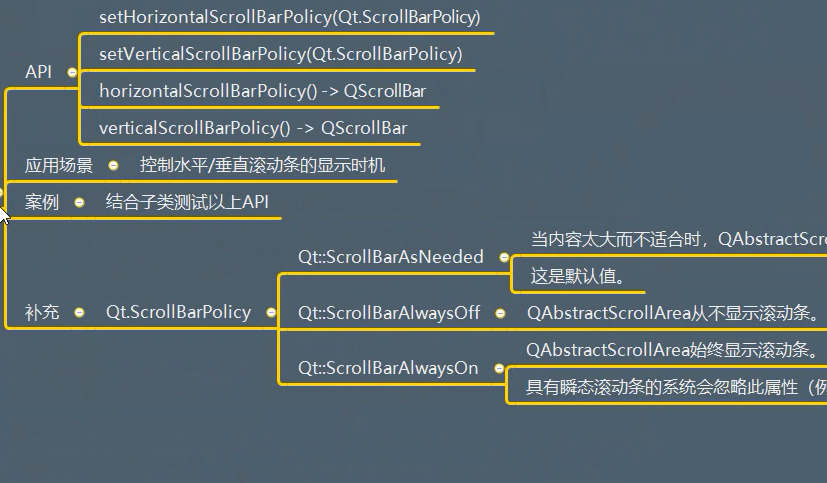 setHorizontalScrollBarPolicy(Qt.ScrollBarPolicy)
setVerticalScrollBarPolicy(Qt.ScrollBarPolicy)
API
horizontalScrollBarPolicy() -> QScrollBar
verticalScrollBarPolicy() -> QScrollBar
应用场景 控制水平/垂直滚动条的显示时机
案例 结合子类测试以上API
当内容太大而不适合时，QAbstractScro
Qt::ScrollBarAsNeeded
这是默认值。
补充 Qt.ScrollBarPolicy Qt::ScrollBarAlwaysOff QAbstractScrollArea从不显示滚动条。
QAbstractScrollArea始终显示滚动条。
Qt::ScrollBarAlwaysOn
具有瞬态滚动条的系统会忽略此属性（例